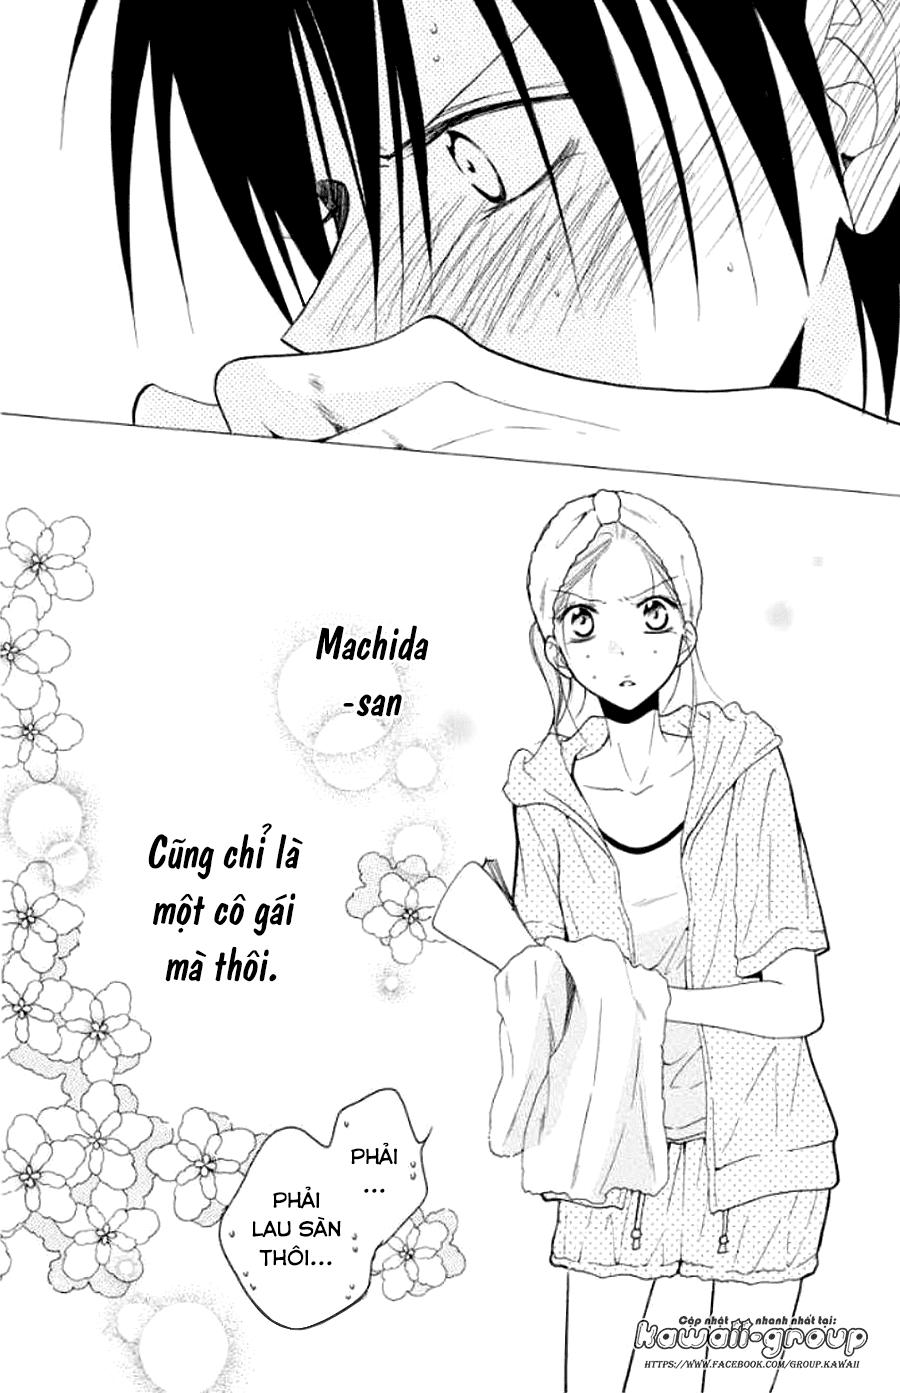 Machida
-san
Cũng chỉ là
một cô gái
mà thôi.
PHẢI
...
PHẢI
LAU SÀN
THÔI...
Cập nhật nhanh nhất tại:
kawaii-group
HTTPS://WWW.FACEBOOK.COM/GROUP.KAWAII